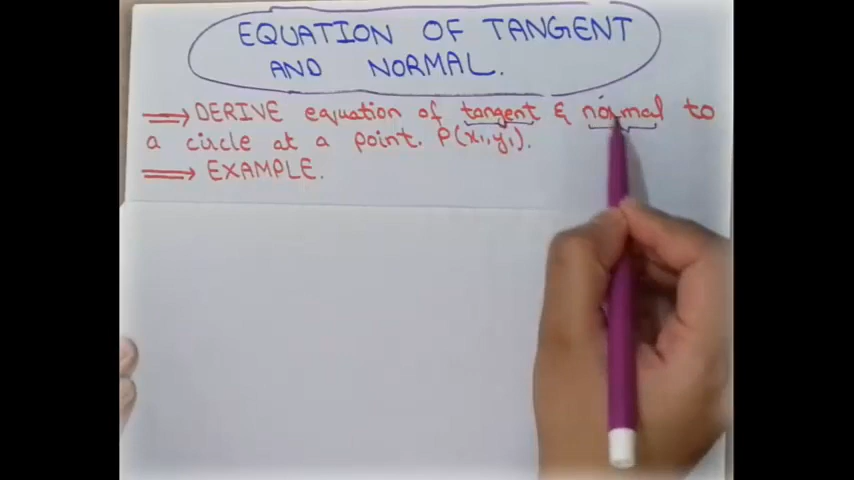 EQUATION OF TANGENT
AND NORMAL.
⟹ DERIVE equation of tangent & normal to
a circle at a point. P(x₁,y₁).
⟹ EXAMPLE.